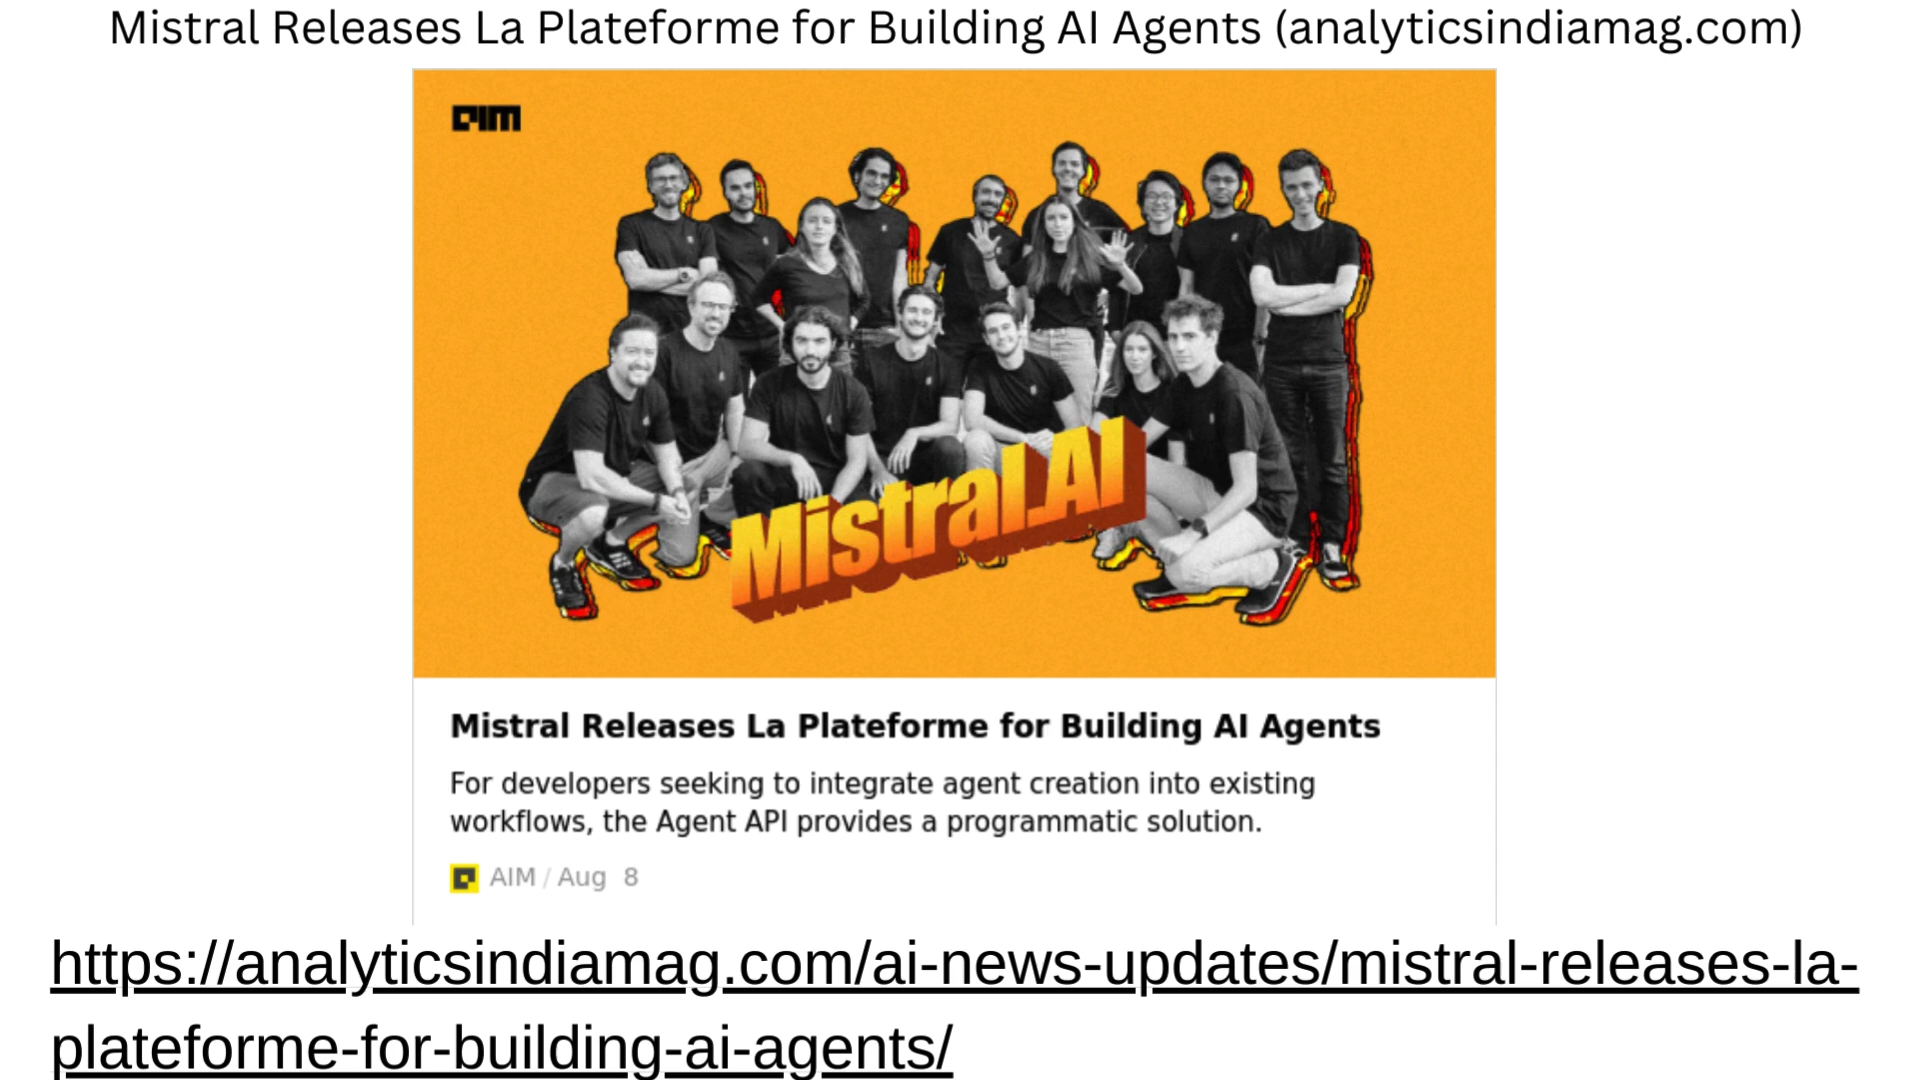 Mistral Releases La Plateforme for Building AI Agents (analyticsindiamag.com)
AIM
Mistral AI
Mistral Releases La Plateforme for Building AI Agents
For developers seeking to integrate agent creation into existing
workflows, the Agent API provides a programmatic solution.
AIM / Aug 8
https://analyticsindiamag.com/ai-news-updates/mistral-releases-la-
plateforme-for-building-ai-agents/